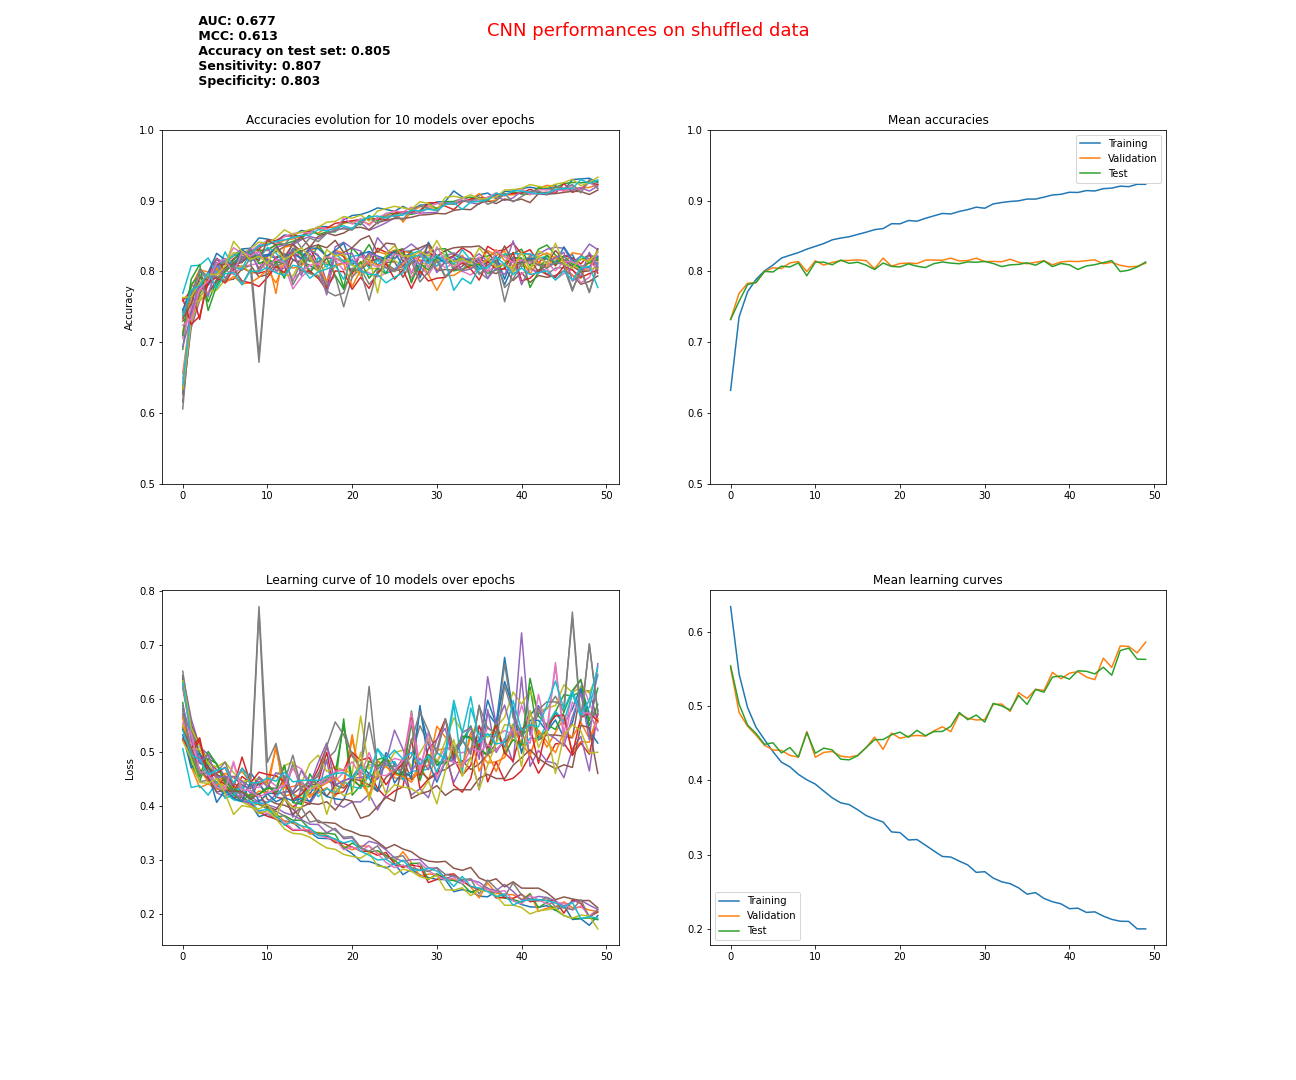 AUC: 0.677
MCC: 0.613
Accuracy on test set: 0.805
Sensitivity: 0.807
Specificity: 0.803
CNN performances on shuffled data
Accuracies evolution for 10 models over epochs
1.0
0.9
0.8
0.7
0.6
0.5
Accuracy
0 10 20 30 40 50
Mean accuracies
Training
Validation
Test
1.0
0.9
0.8
0.7
0.6
0.5
0 10 20 30 40 50
Learning curve of 10 models over epochs
0.8
0.7
0.6
0.5
0.4
0.3
0.2
Loss
0 10 20 30 40 50
Mean learning curves
0.6
0.5
0.4
0.3
0.2
Training
Validation
Test
0 10 20 30 40 50